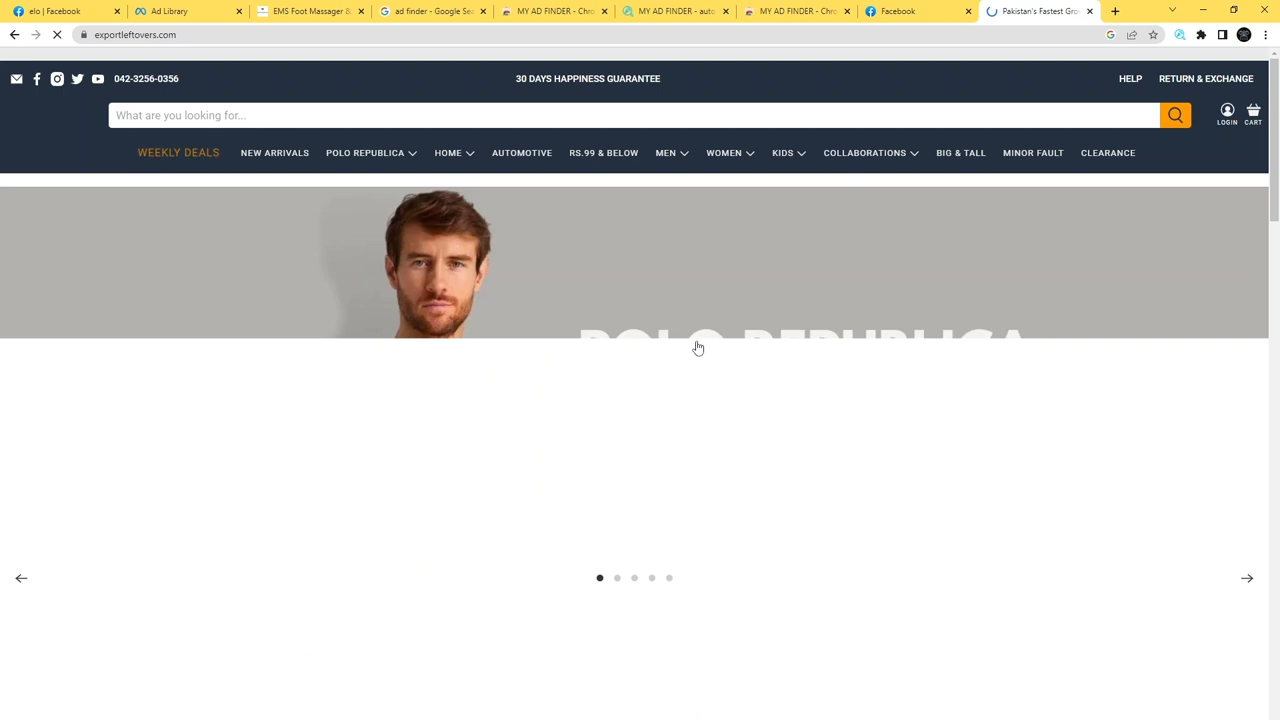 elo | Facebook
Ad Library
EMS Foot Massager &
ad finder - Google Sea
MY AD FINDER - Chro
MY AD FINDER - auto
MY AD FINDER - Chro
Facebook
Pakistan's Fastest Gro
exportleftovers.com
042-3256-0356
30 DAYS HAPPINESS GUARANTEE
HELP
RETURN & EXCHANGE
What are you looking for...
LOGIN
CART
WEEKLY DEALS
NEW ARRIVALS
POLO REPUBLICA
HOME
AUTOMOTIVE
RS.99 & BELOW
MEN
WOMEN
KIDS
COLLABORATIONS
BIG & TALL
MINOR FAULT
CLEARANCE
POLO REPUBLICA